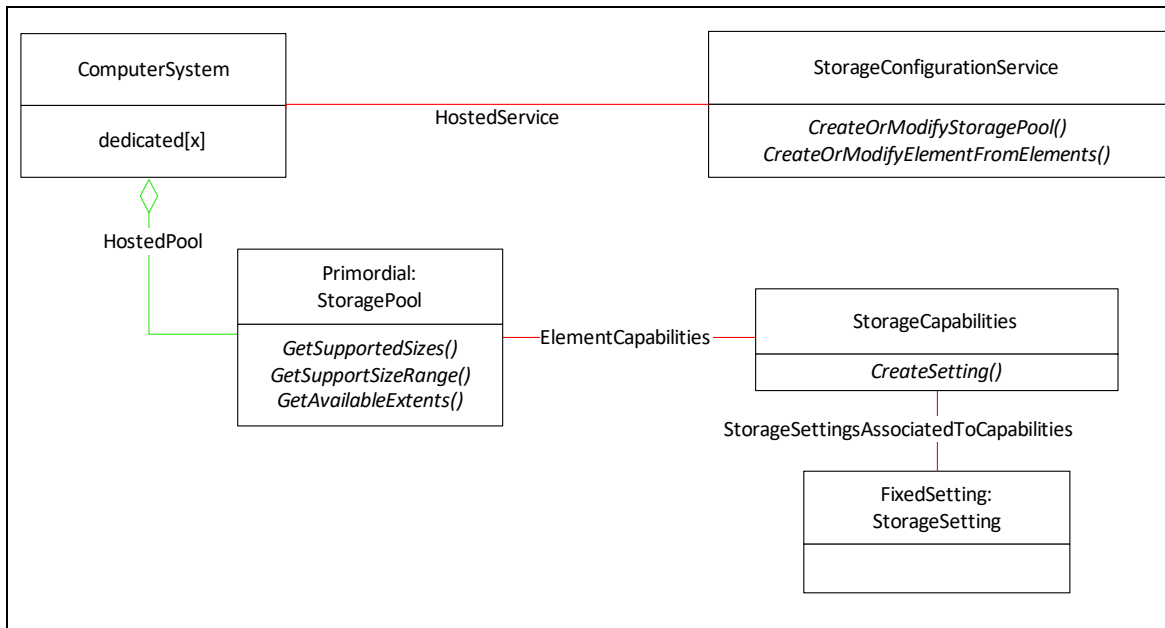 ComputerSystem
dedicated[x]
HostedService
StorageConfigurationService
CreateOrModifyStoragePool()
CreateOrModifyElementFromElements()
HostedPool
Primordial:
StoragePool
GetSupportedSizes()
GetSupportSizeRange()
GetAvailableExtents()
ElementCapabilities
StorageCapabilities
CreateSetting()
StorageSettingsAssociatedToCapabilities
FixedSetting:
StorageSetting